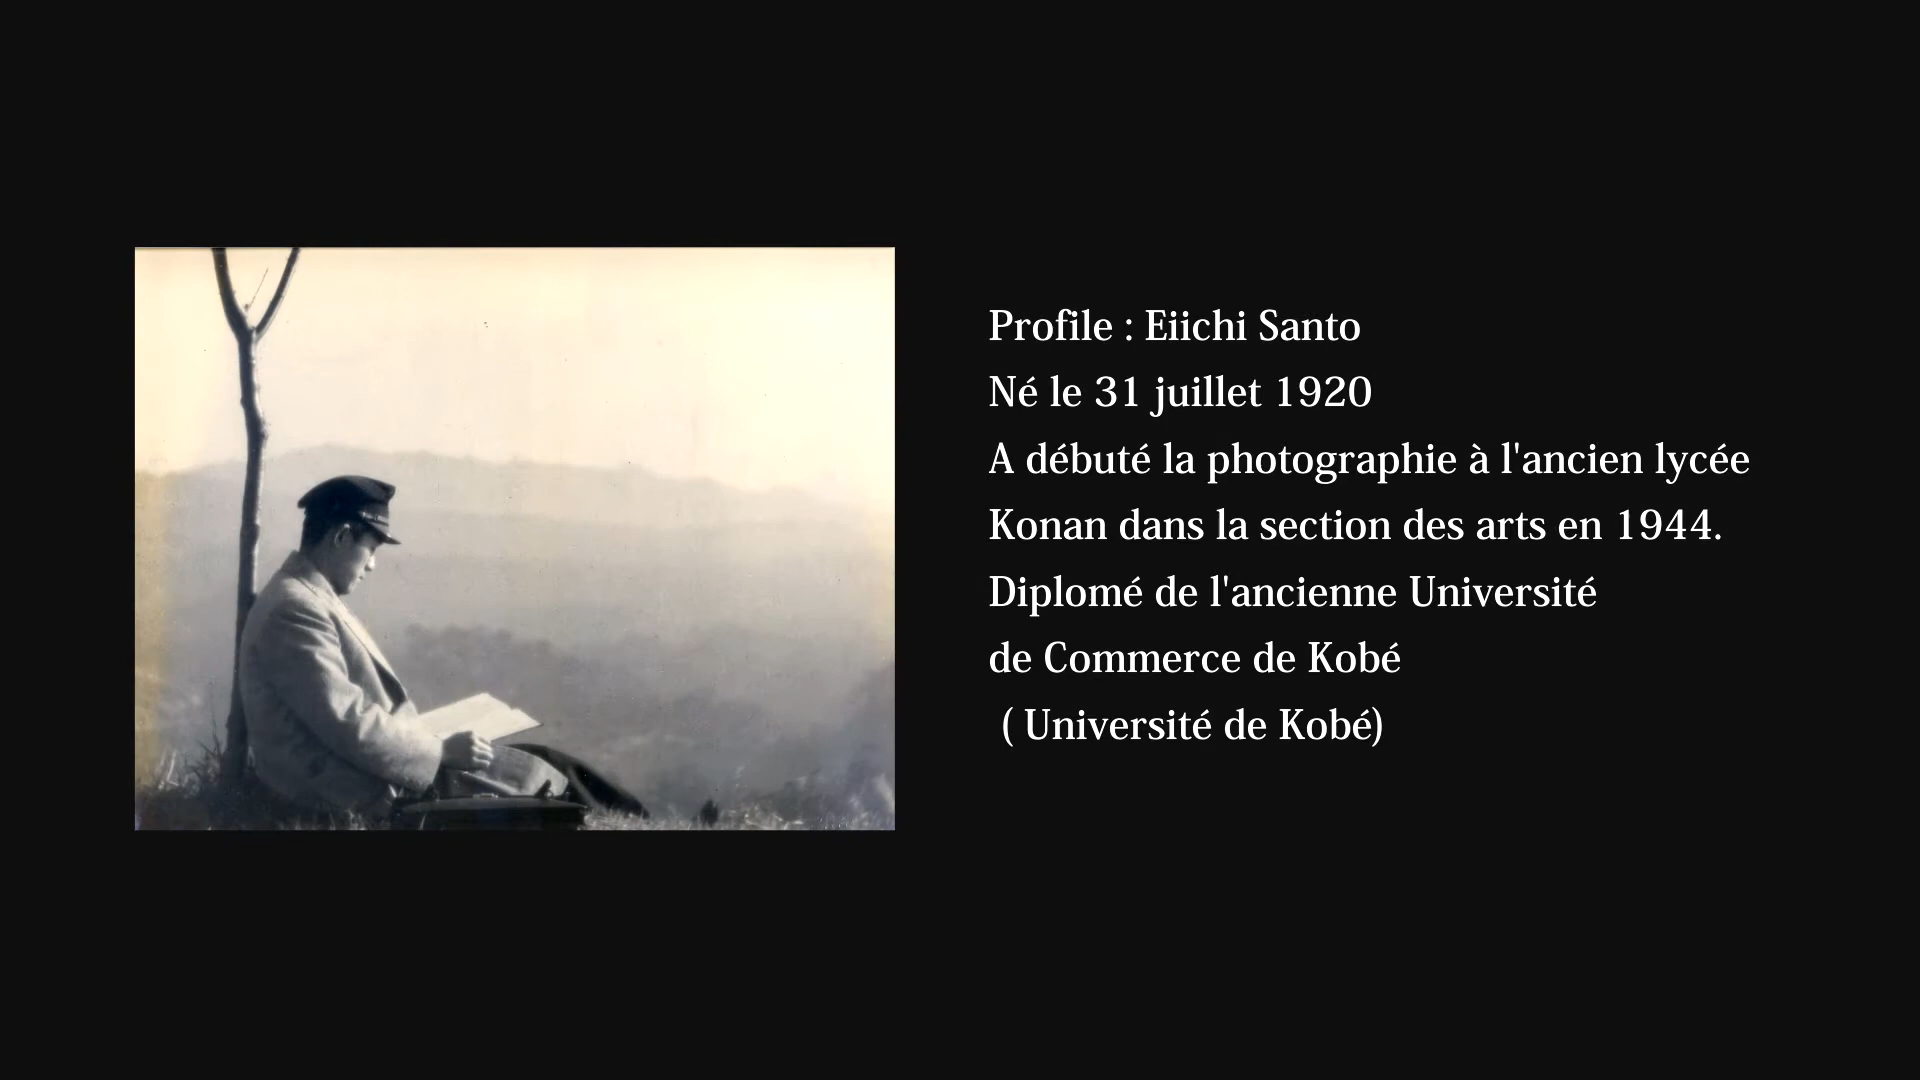 Profile : Eiichi Santo
Né le 31 juillet 1920
A débuté la photographie à l'ancien lycée
Konan dans la section des arts en 1944.
Diplomé de l'ancienne Université
de Commerce de Kobé
( Université de Kobé)